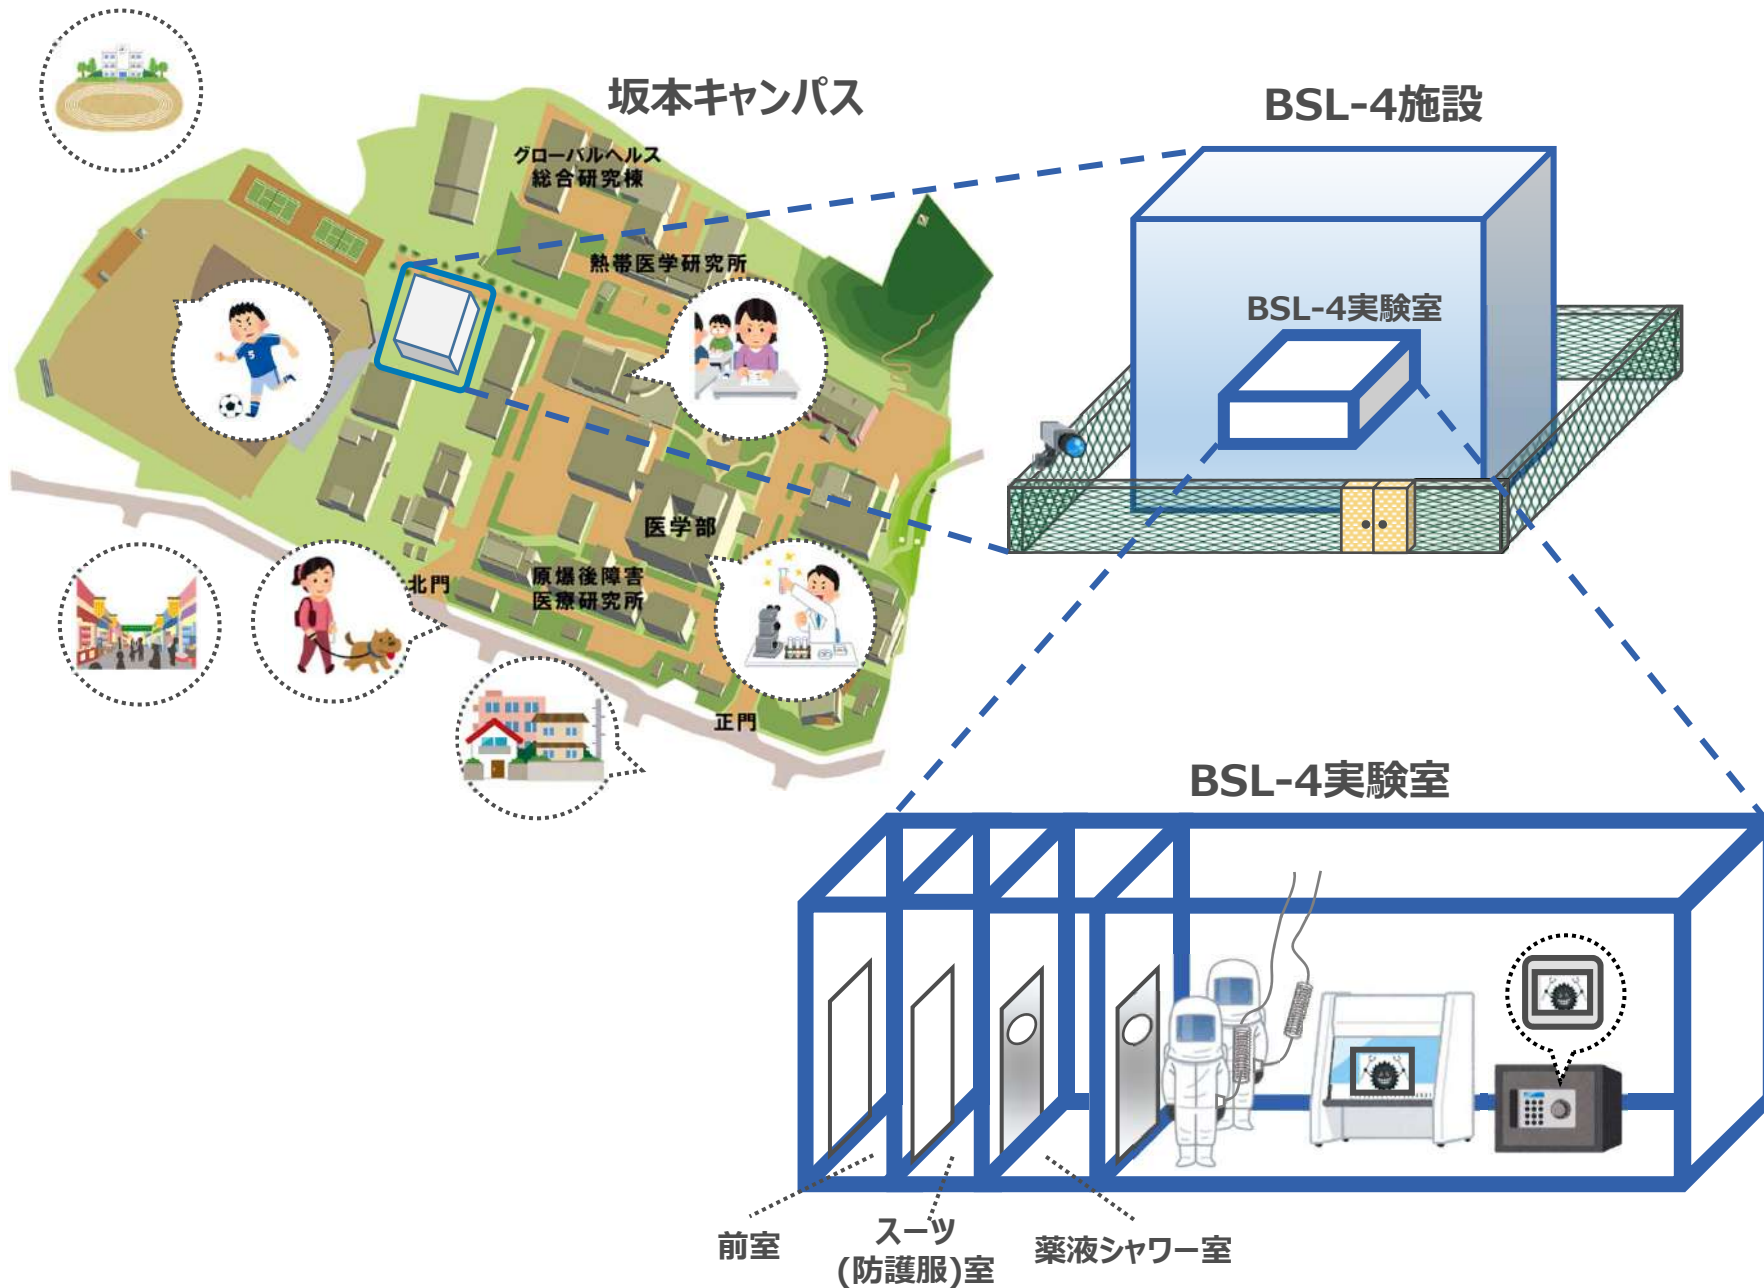 坂本キャンパス
BSL-4施設
グローバルヘルス
総合研究棟
熱帯医学研究所
BSL-4実験室
医学部
原爆後障害
医療研究所
北門
正門
BSL-4実験室
前室
スーツ
(防護服)室
薬液シャワー室
5